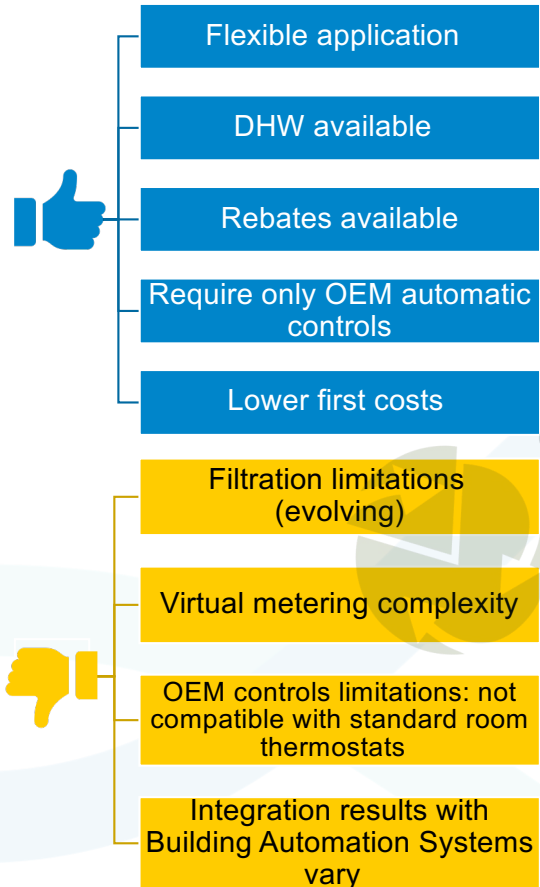 Flexible application
DHW available
Rebates available
Require only OEM automatic
controls
Lower first costs
Filtration limitations
(evolving)
Virtual metering complexity
OEM controls limitations: not
compatible with standard room
thermostats
Integration results with
Building Automation Systems
vary